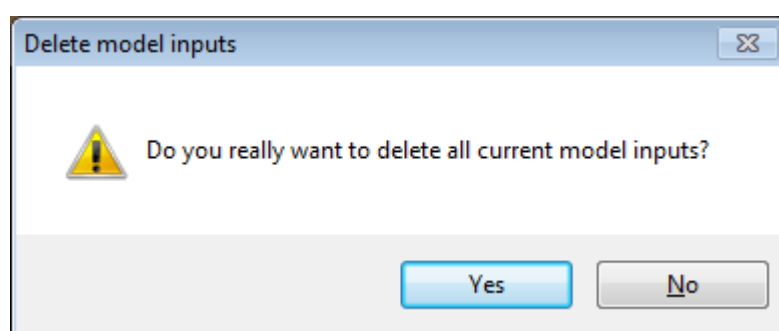 Delete model inputs
Do you really want to delete all current model inputs?
Yes No